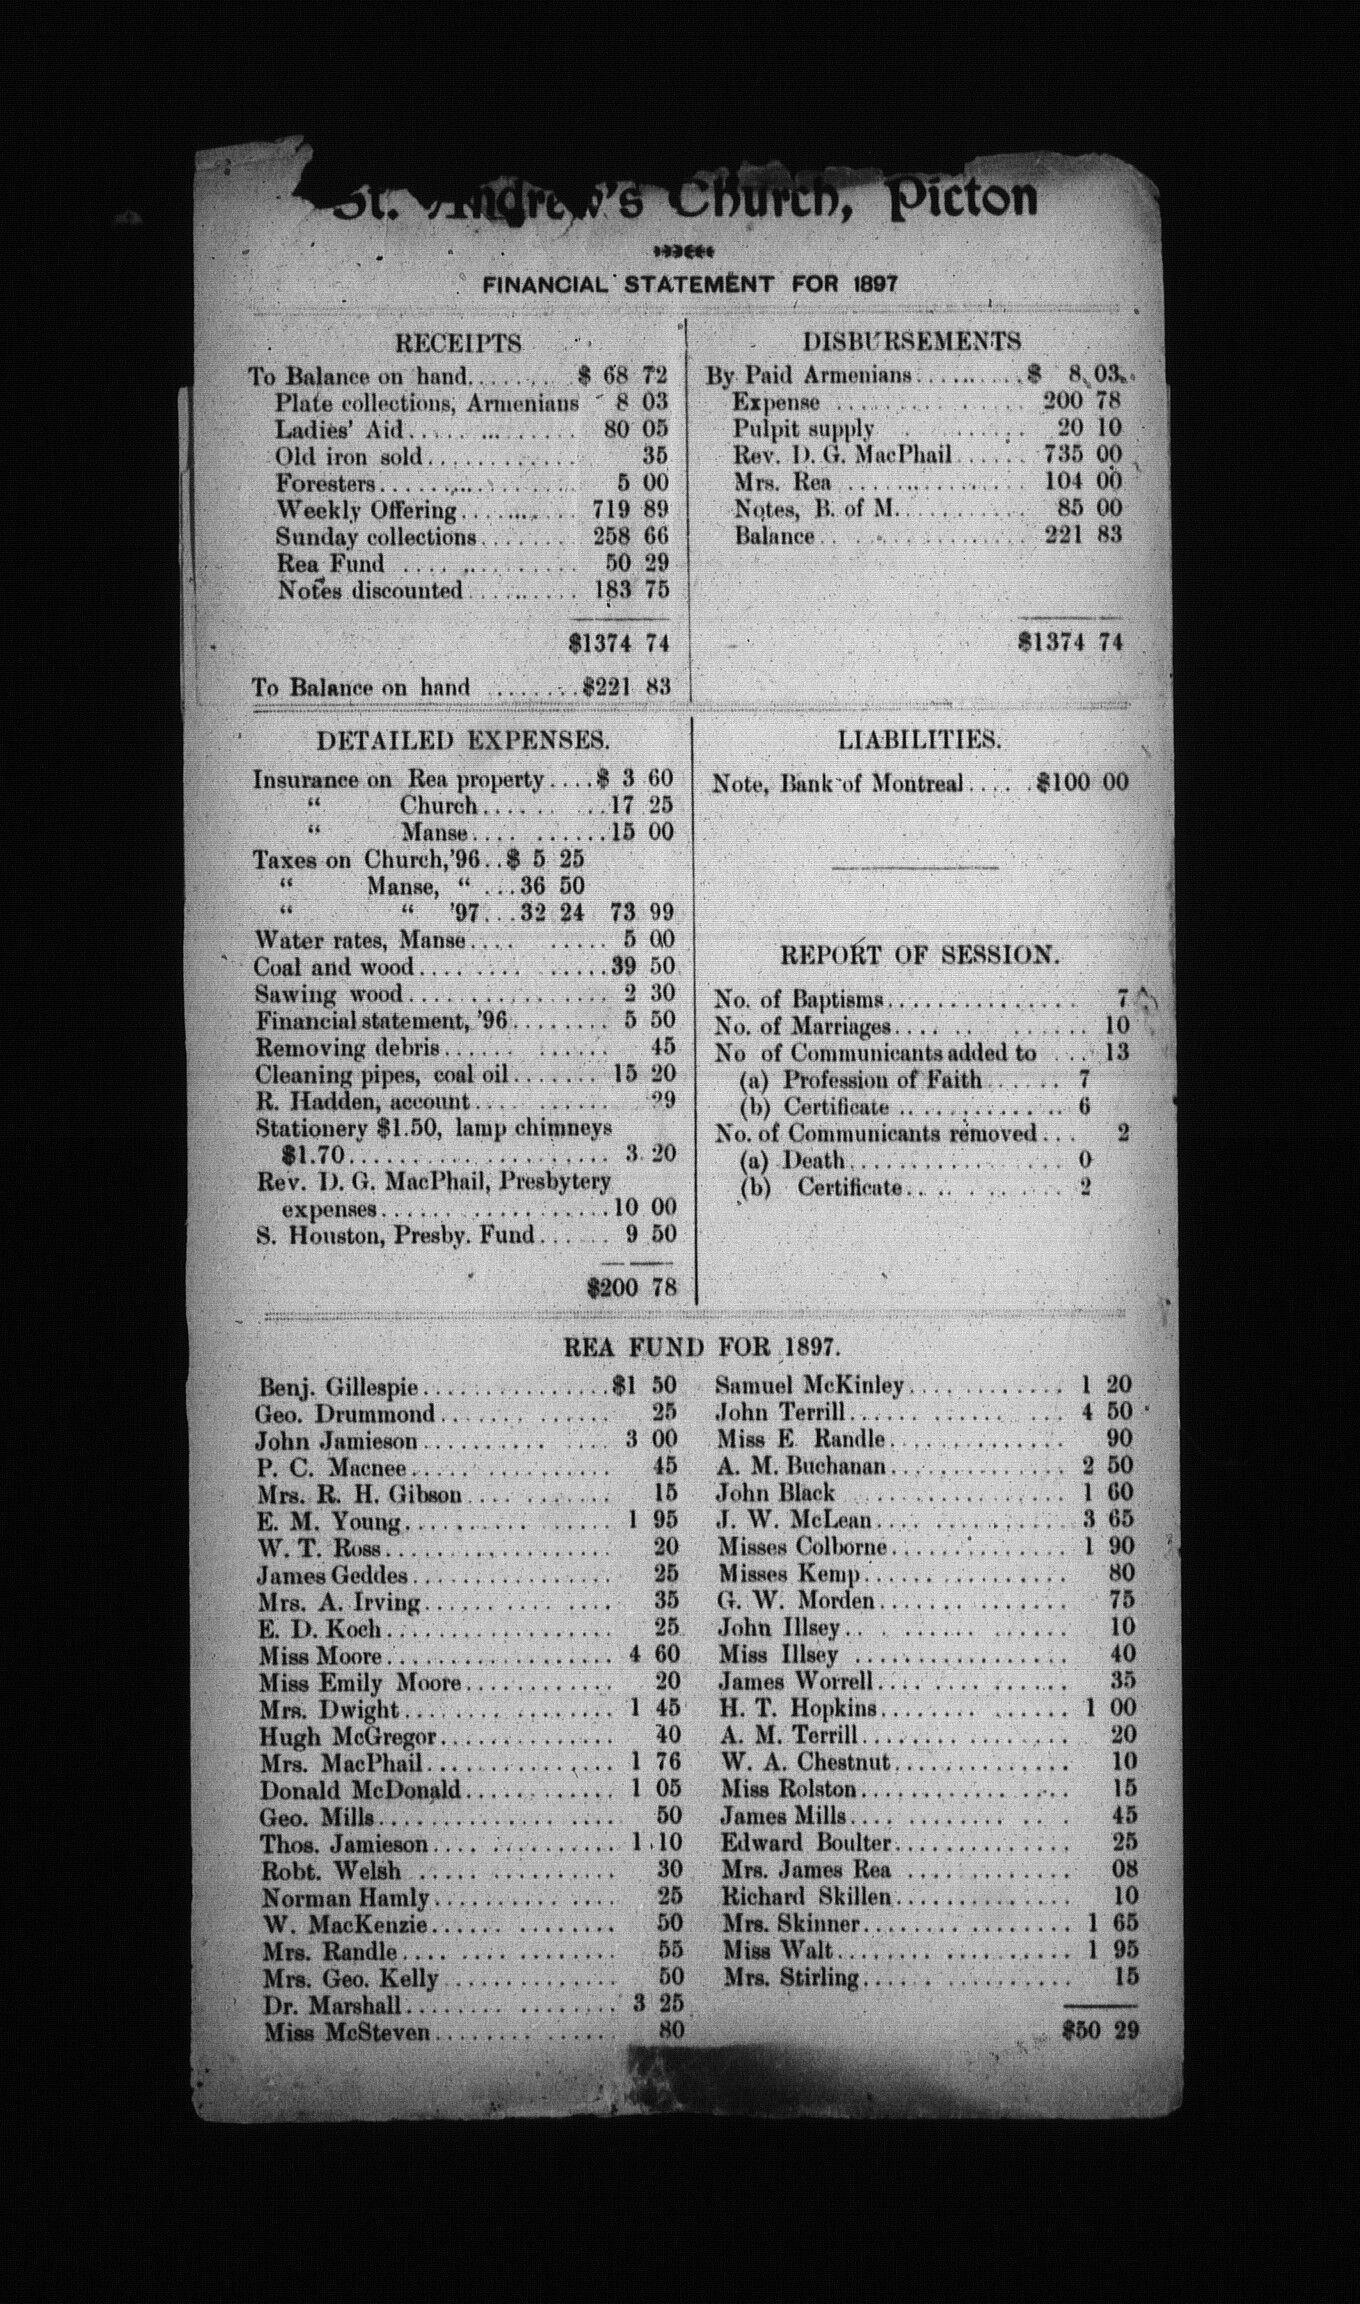 St. Andrew's Church, Picton
FINANCIAL STATEMENT FOR 1897
RECEIPTS
To Balance on hand........$ 68 72
Plate collections, Armenians 8 03
Ladies' Aid............ 80 05
Old iron sold............ 35
Foresters............ 5 00
Weekly Offering.......... 719 89
Sunday collections........ 258 66
Rea Fund ............ 50 29
Notes discounted.......... 183 75
$1374 74
To Balance on hand ........$221 83
DISBURSEMENTS
By Paid Armenians..........$ 8 03
Expense ............ 200 78
Pulpit supply ........ 20 10
Rev. D. G. MacPhail...... 735 00
Mrs. Rea ............ 104 00
Notes, B. of M........... 85 00
Balance............ 221 83
$1374 74
DETAILED EXPENSES.
Insurance on Rea property....$ 3 60
“ Church........17 25
“ Manse..........15 00
Taxes on Church,'96..$ 5 25
“ Manse, “ ...36 50
“ “ '97...32 24 73 99
Water rates, Manse.......... 5 00
Coal and wood..............39 50
Sawing wood................ 2 30
Financial statement, '96........ 5 50
Removing debris............ 45
Cleaning pipes, coal oil....... 15 20
R. Hadden, account............ 29
Stationery $1.50, lamp chimneys
$1.70.................... 3 20
Rev. D. G. MacPhail, Presbytery
expenses..................10 00
S. Houston, Presby. Fund...... 9 50
$200 78
LIABILITIES.
Note, Bank of Montreal......$100 00
REPORT OF SESSION.
No. of Baptisms.............. 7
No. of Marriages.............. 10
No of Communicants added to ... 13
(a) Profession of Faith...... 7
(b) Certificate ............ 6
No. of Communicants removed... 2
(a) Death................ 0
(b) Certificate............ 2
REA FUND FOR 1897.
Benj. Gillespie...............$1 50
Geo. Drummond.............. 25
John Jamieson.............. 3 00
P. C. Macnee................ 45
Mrs. R. H. Gibson............ 15
E. M. Young................ 1 95
W. T. Ross.................. 20
James Geddes................ 25
Mrs. A. Irving.............. 35
E. D. Koch.................. 25
Miss Moore.................. 4 60
Miss Emily Moore............ 20
Mrs. Dwight................ 1 45
Hugh McGregor.............. 40
Mrs. MacPhail............... 1 76
Donald McDonald............ 1 05
Geo. Mills.................. 50
Thos. Jamieson.............. 1 10
Robt. Welsh ................ 30
Norman Hamly.............. 25
W. MacKenzie.............. 50
Mrs. Randle................ 55
Mrs. Geo. Kelly.............. 50
Dr. Marshall................ 3 25
Miss McSteven.............. 80
Samuel McKinley............ 1 20
John Terrill................ 4 50
Miss E. Randle.............. 90
A. M. Buchanan.............. 2 50
John Black ................ 1 60
J. W. McLean................ 3 65
Misses Colborne.............. 1 90
Misses Kemp................ 80
G. W. Morden............... 75
John Illsey................ 10
Miss Illsey ................ 40
James Worrell.............. 35
H. T. Hopkins.............. 1 00
A. M. Terrill................ 20
W. A. Chestnut.............. 10
Miss Rolston................ 15
James Mills................ 45
Edward Boulter.............. 25
Mrs. James Rea ............ 08
Richard Skillen.............. 10
Mrs. Skinner................ 1 65
Miss Walt.................. 1 95
Mrs. Stirling................ 15
$50 29